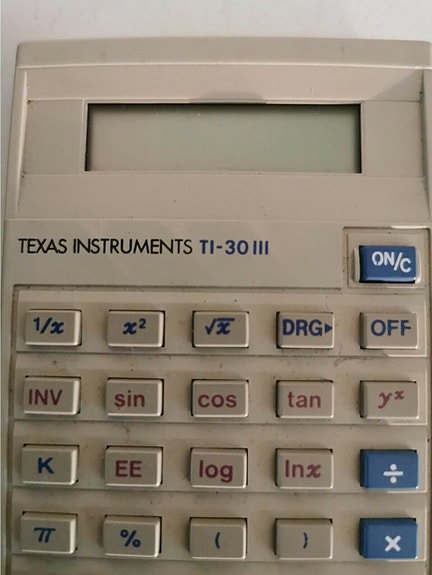 TEXAS INSTRUMENTS TI-30 III
ON/C
1/x x² √x DRG▸ OFF
INV sin cos tan yˣ
K EE log lnx ÷
π % ( ) x